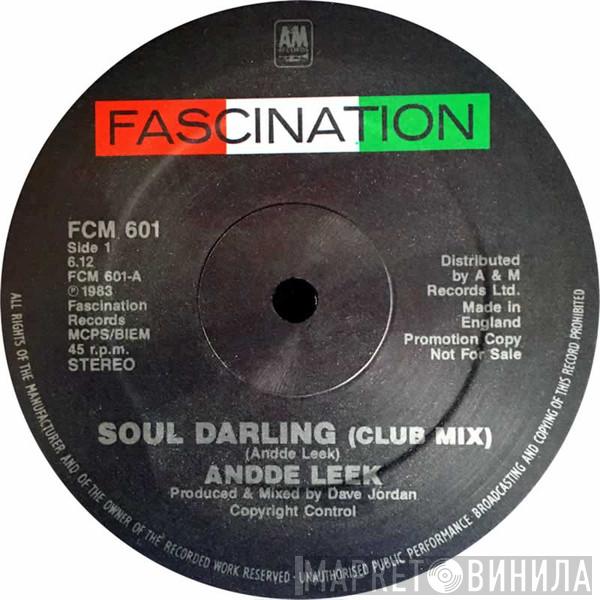 A&M
RECORDS
FASCINATION
FCM 601
Side 1
6.12
FCM 601-A
℗ 1983
Fascination
Records
MCPS/BIEM
45 r.p.m.
STEREO
Distributed
by A & M
Records Ltd.
Made in
England
Promotion Copy
Not For Sale
SOUL DARLING (CLUB MIX)
(Andde Leek)
ANDDE LEEK
Produced & Mixed by Dave Jordan
Copyright Control
ALL RIGHTS OF THE MANUFACTURER AND OF THE OWNER OF THE RECORDED WORK RESERVED · UNAUTHORISED PUBLIC PERFORMANCE · BROADCASTING AND COPYING OF THIS RECORD PROHIBITED
МАРКЕТ ВИНИЛА